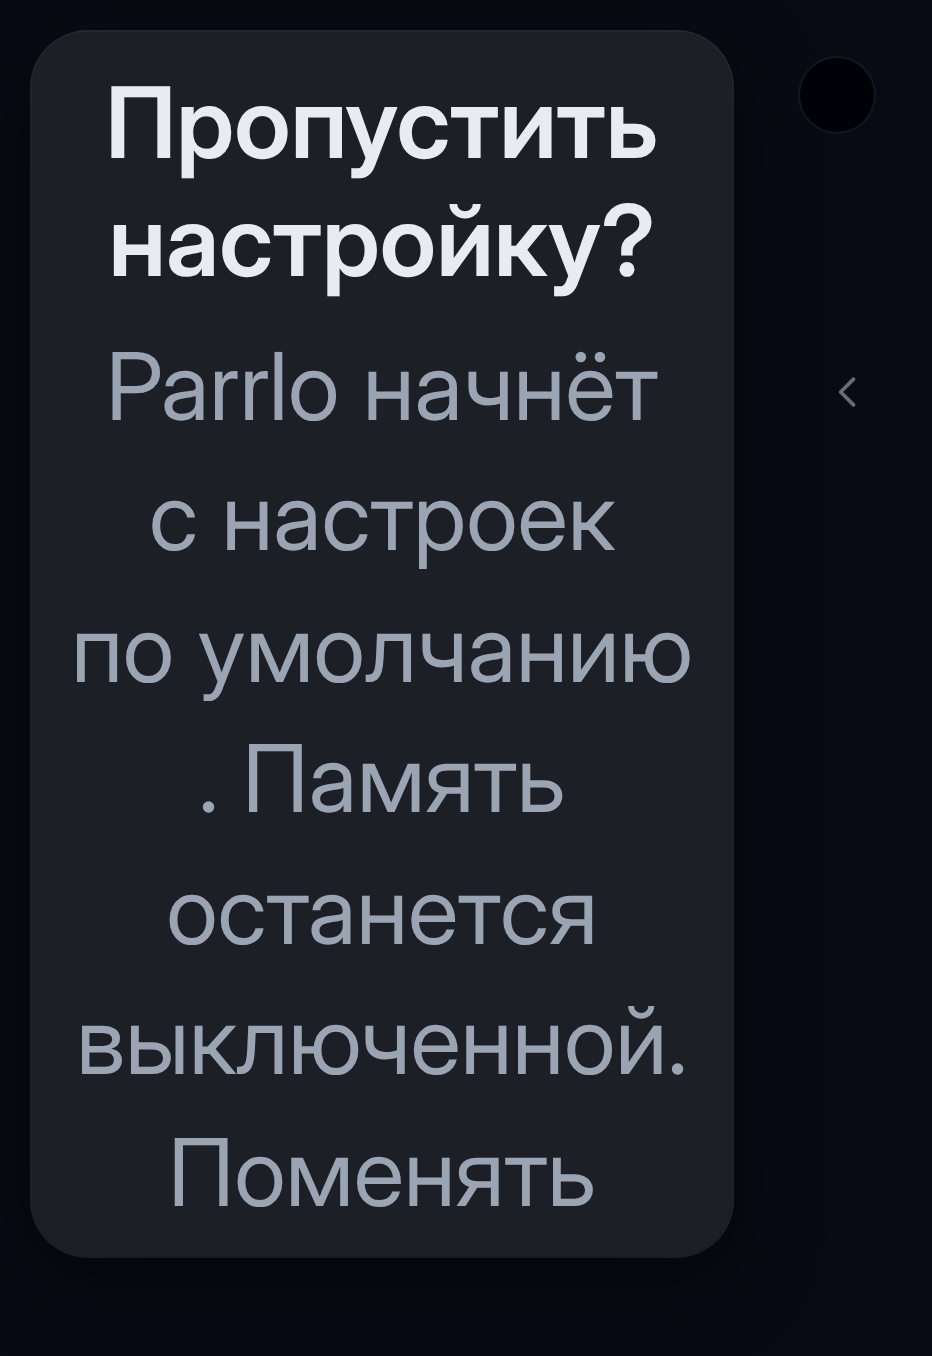 Пропустить
настройку?
Parrlo начнёт
с настроек
по умолчанию
. Память
останется
выключенной.
Поменять